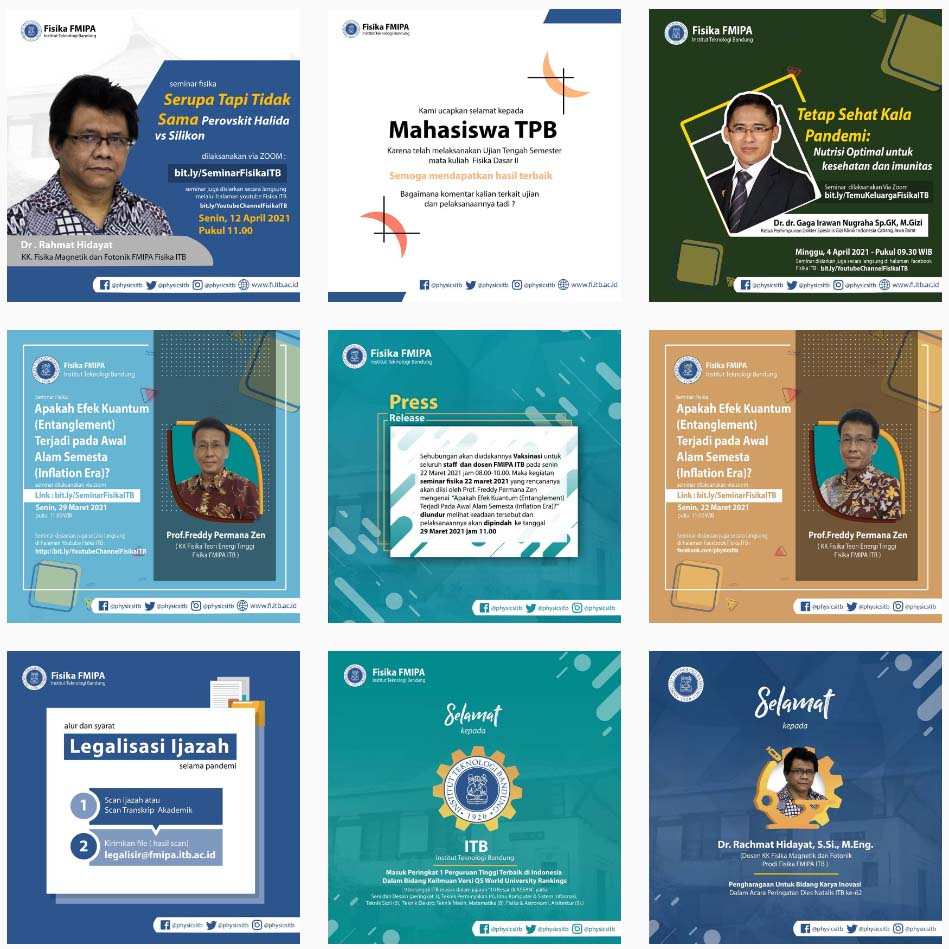 Fisika FMIPA
Institut Teknologi Bandung
seminar fisika
Serupa Tapi Tidak
Sama Perovskit Halida
vs Silikon
dilaksanakan via ZOOM :
bit.ly/SeminarFisikaITB
seminar juga disiarkan secara langsung
melalui halaman youtube Fisika ITB
bit.ly/YoutubeChannelFisikaITB
Senin, 12 April 2021
Pukul 11.00
Dr . Rahmat Hidayat
KK. Fisika Magnetik dan Fotonik FMIPA Fisika ITB
@physicsitb @physicsitb @physicsitb www.fi.itb.ac.id
Fisika FMIPA
Institut Teknologi Bandung
Kami ucapkan selamat kepada
Mahasiswa TPB
Karena telah melaksanakan Ujian Tengah Semester
mata kuliah Fisika Dasar II
Semoga mendapatkan hasil terbaik
Bagaimana komentar kalian terkait ujian
dan pelaksanaannya tadi ?
@physicsitb @physicsitb @physicsitb www.fi.itb.ac.id
Fisika FMIPA
Institut Teknologi Bandung
Tetap Sehat Kala
Pandemi:
Nutrisi Optimal untuk
kesehatan dan imunitas
Seminar dilaksanakan Via Zoom
bit.ly/TemuKeluargaFisikaITB
Dr. dr. Gaga Irawan Nugraha Sp.GK, M.Gizi
Ketua Perhimpunan Dokter Spesialis Gizi Klinik Indonesia Cabang Jawa Barat
Minggu, 4 April 2021 - Pukul 09.30 WIB
Seminar disiarkan juga secara langsung di halaman facebook
Fisika ITB : bit.ly/YoutubeChannelFisikaITB
@physicsitb @physicsitb @physicsitb www.fi.itb.ac.id
Fisika FMIPA
Institut Teknologi Bandung
Seminar Fisika
Apakah Efek Kuantum
(Entanglement)
Terjadi pada Awal
Alam Semesta
(Inflation Era)?
seminar dilaksanakan via zoom
Link : bit.ly/SeminarFisikaITB
Senin, 29 Maret 2021
pukul 11.00 WIB
Seminar disiarkan juga secara langsung
di halaman Youtube Fisika ITB :
http://bit.ly/YoutubeChannelFisikaITB
Prof.Freddy Permana Zen
( KK Fisika Teori Energi Tinggi
Fisika FMIPA ITB )
@physicsitb @physicsitb @physicsitb www.fi.itb.ac.id
Fisika FMIPA
Institut Teknologi Bandung
Press
Release
Sehubungan akan diadakannya Vaksinasi untuk
seluruh staff dan dosen FMIPA ITB pada senin
22 Maret 2021 jam 08.00-10.00. Maka kegiatan
seminar fisika 22 maret 2021 yang rencananya
akan diisi oleh Prof. Freddy Permana Zen
mengenai "Apakah Efek Kuantum (Entanglement)
Terjadi Pada Awal Alam Semesta (Inflation Era)?"
diundur melihat keadaan tersebut dan
pelaksanaannya akan dipindah ke tanggal
29 Maret 2021 jam 11.00
@physicsitb @physicsitb @physicsitb
Fisika FMIPA
Institut Teknologi Bandung
Seminar Fisika
Apakah Efek Kuantum
(Entanglement)
Terjadi pada Awal
Alam Semesta
(Inflation Era)?
seminar dilaksanakan via zoom
Link : bit.ly/SeminarFisikaITB
Senin, 22 Maret 2021
pukul 11.00 WIB
Seminar disiarkan juga secara langsung
di halaman Facebook Fisika ITB :
facebook.com/physicsitb
Prof.Freddy Permana Zen
( KK Fisika Teori Energi Tinggi
Fisika FMIPA ITB )
@physicsitb @physicsitb @physicsitb
Fisika FMIPA
Institut Teknologi Bandung
alur dan syarat
Legalisasi Ijazah
selama pandemi
1 Scan ijazah atau
Scan Transkrip Akademik
2 Kirimkan file ( hasil scan)
legalisir@fmipa.itb.ac.id
@physicsitb @physicsitb @physicsitb
Fisika FMIPA
Institut Teknologi Bandung
Selamat
kepada
INSTITUT TEKNOLOGI BANDUNG
1920
ITB
Institut Teknologi Bandung
Masuk Peringkat 1 Perguruan Tinggi Terbaik di Indonesia
Dalam Bidang Keilmuan Versi QS World University Rankings
@physicsitb @physicsitb @physicsitb
Selamat
kepada
Dr. Rachmat Hidayat, S.Si., M.Eng.
(Dosen KK Fisika Magnetik dan Fotonik
Prodi Fisika FMIPA ITB )
Penghargaan Untuk Bidang Karya Inovasi
Dalam Acara Peringatan Dies Natalis ITB ke-62
@physicsitb @physicsitb @physicsitb